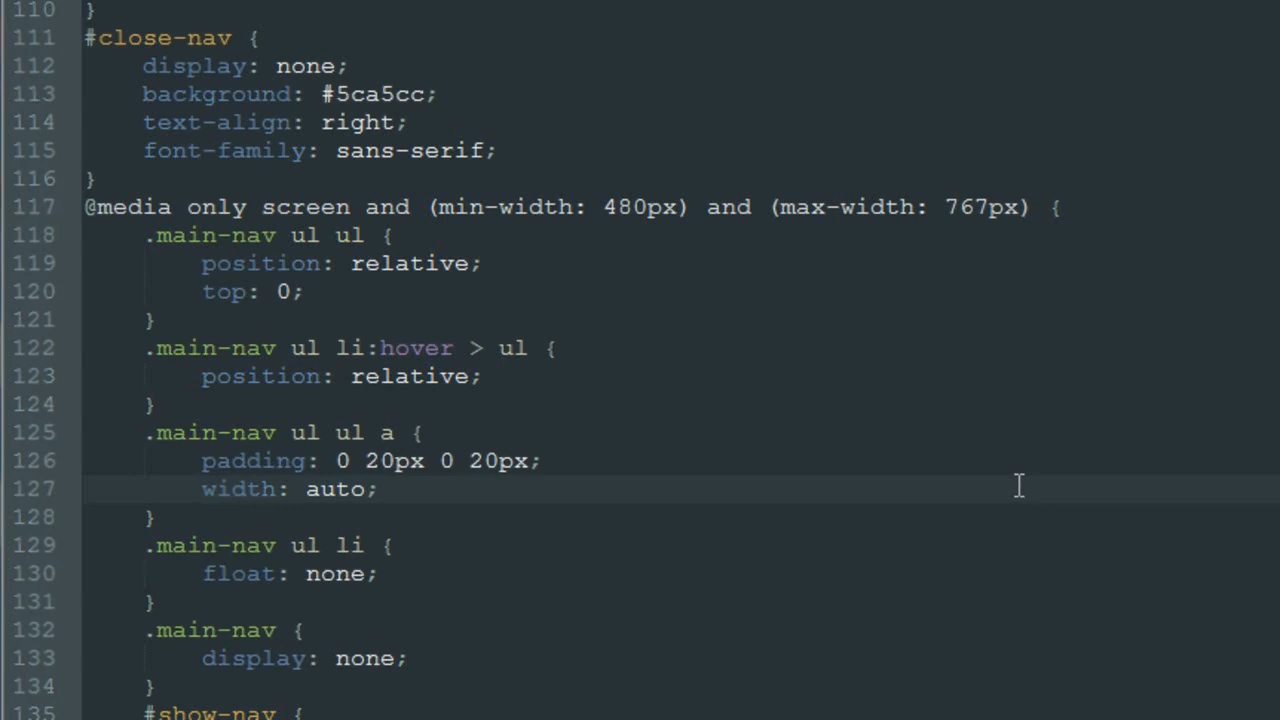 110 }
111 #close-nav {
112     display: none;
113     background: #5ca5cc;
114     text-align: right;
115     font-family: sans-serif;
116 }
117 @media only screen and (min-width: 480px) and (max-width: 767px) {
118     .main-nav ul ul {
119         position: relative;
120         top: 0;
121     }
122     .main-nav ul li:hover > ul {
123         position: relative;
124     }
125     .main-nav ul ul a {
126         padding: 0 20px 0 20px;
127         width: auto;
128     }
129     .main-nav ul li {
130         float: none;
131     }
132     .main-nav {
133         display: none;
134     }
135     #show-nav {